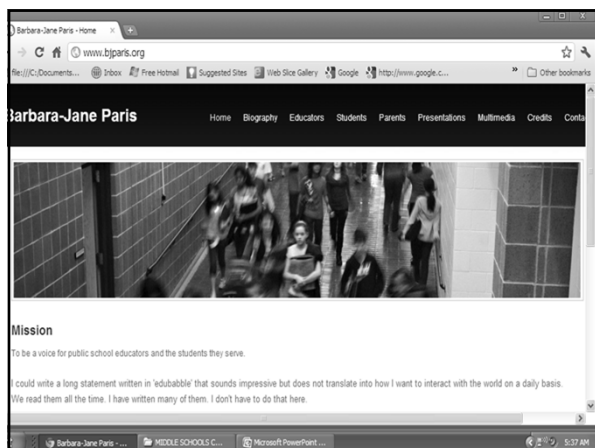 Barbara-Jane Paris - Home
www.bjparis.org
file:///C:/Documents... Inbox Free Hotmail Suggested Sites Web Slice Gallery Google http://www.google.c... » Other bookmarks
Barbara-Jane Paris Home Biography Educators Students Parents Presentations Multimedia Credits Conta
Mission
To be a voice for public school educators and the students they serve.
I could write a long statement written in 'edubabble' that sounds impressive but does not translate into how I want to interact with the world on a daily basis.
We read them all the time. I have written many of them. I don't have to do that here.
Barbara-Jane Paris - ... MIDDLE SCHOOLS C... Microsoft PowerPoint ... 5:37 AM